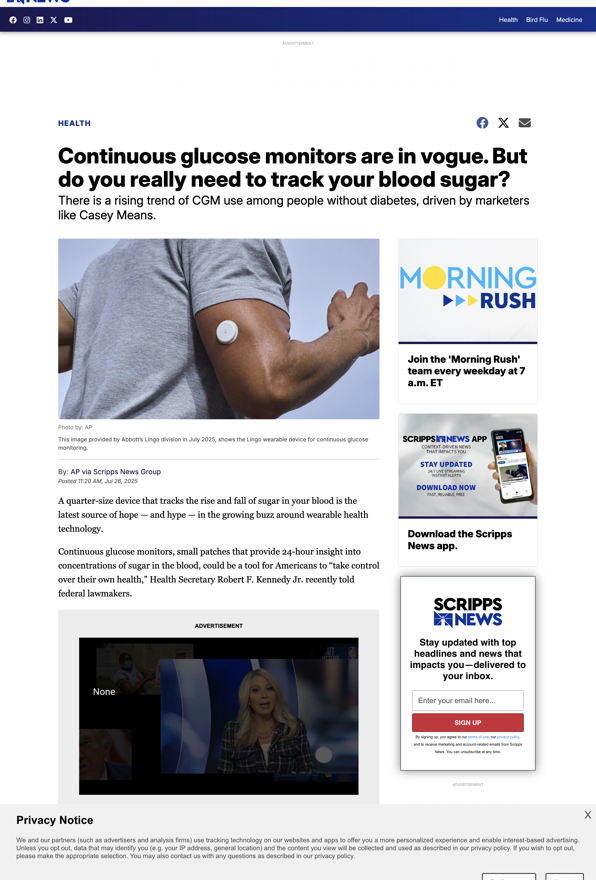 NEWS
Health Bird Flu Medicine
ADVERTISEMENT
HEALTH
Continuous glucose monitors are in vogue. But
do you really need to track your blood sugar?
There is a rising trend of CGM use among people without diabetes, driven by marketers
like Casey Means.
Photo by: AP
This image provided by Abbott's Lingo division in July 2025, shows the Lingo wearable device for continuous glucose
monitoring.
By: AP via Scripps News Group
Posted 11:20 AM, Jul 26, 2025
A quarter-size device that tracks the rise and fall of sugar in your blood is the
latest source of hope — and hype — in the growing buzz around wearable health
technology.
Continuous glucose monitors, small patches that provide 24-hour insight into
concentrations of sugar in the blood, could be a tool for Americans to “take control
over their own health,” Health Secretary Robert F. Kennedy Jr. recently told
federal lawmakers.
ADVERTISEMENT
None
MORNING
RUSH
Join the 'Morning Rush'
team every weekday at 7
a.m. ET
SCRIPPS NEWS APP
CONTEXT-DRIVEN NEWS
THAT IMPACTS YOU
STAY UPDATED
24/7 LIVE STREAMING
INSTANT ALERTS
DOWNLOAD NOW
FAST, RELIABLE, FREE
Download the Scripps
News app.
SCRIPPS
NEWS
Stay updated with top
headlines and news that
impacts you—delivered to
your inbox.
Enter your email here...
SIGN UP
By signing up, you agree to our terms of use, our privacy policy,
and to receive marketing and account-related emails from Scripps
News. You can unsubscribe at any time.
ADVERTISEMENT
X
Privacy Notice
We and our partners (such as advertisers and analysis firms) use tracking technology on our websites and apps to offer you a more personalized experience and enable interest-based advertising.
Unless you opt out, data that may identify you (e.g. your IP address, general location) and the content you view will be collected and used as described in our privacy policy. If you wish to opt out,
please make the appropriate selection. You may also contact us with any questions as described in our privacy policy.